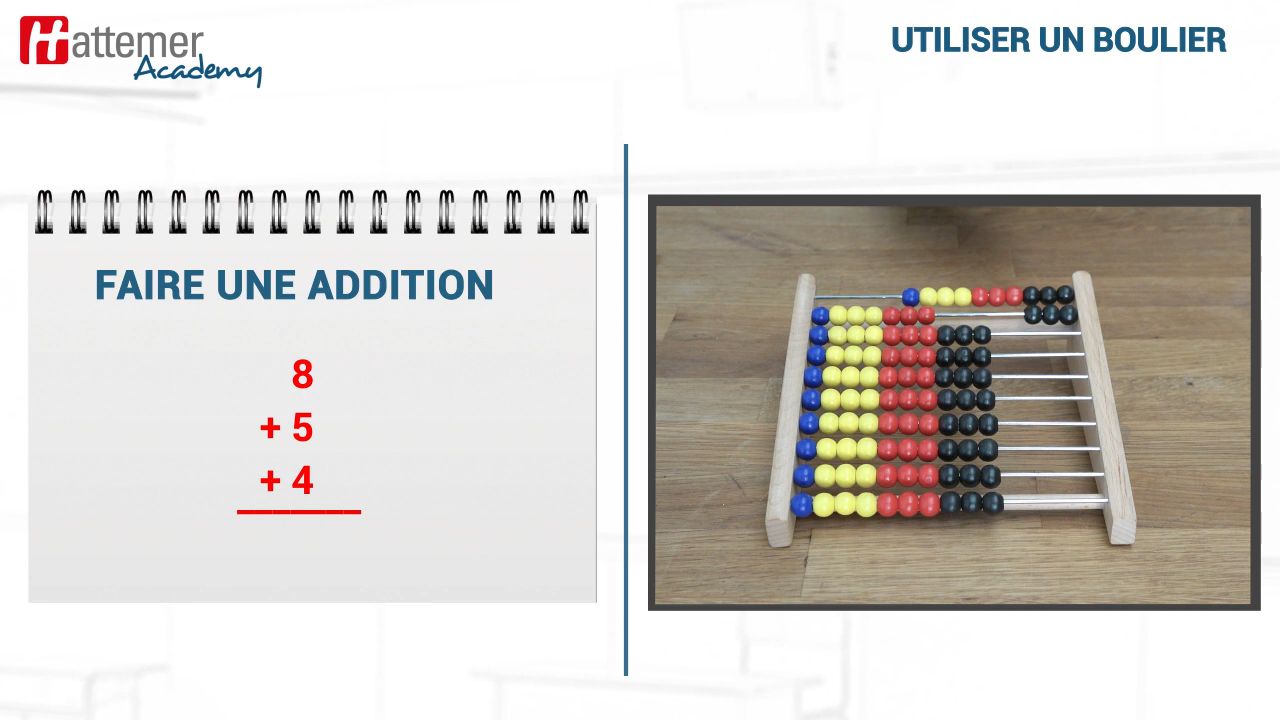 Hattemer
Academy
UTILISER UN BOULIER
FAIRE UNE ADDITION
8
+ 5
+ 4